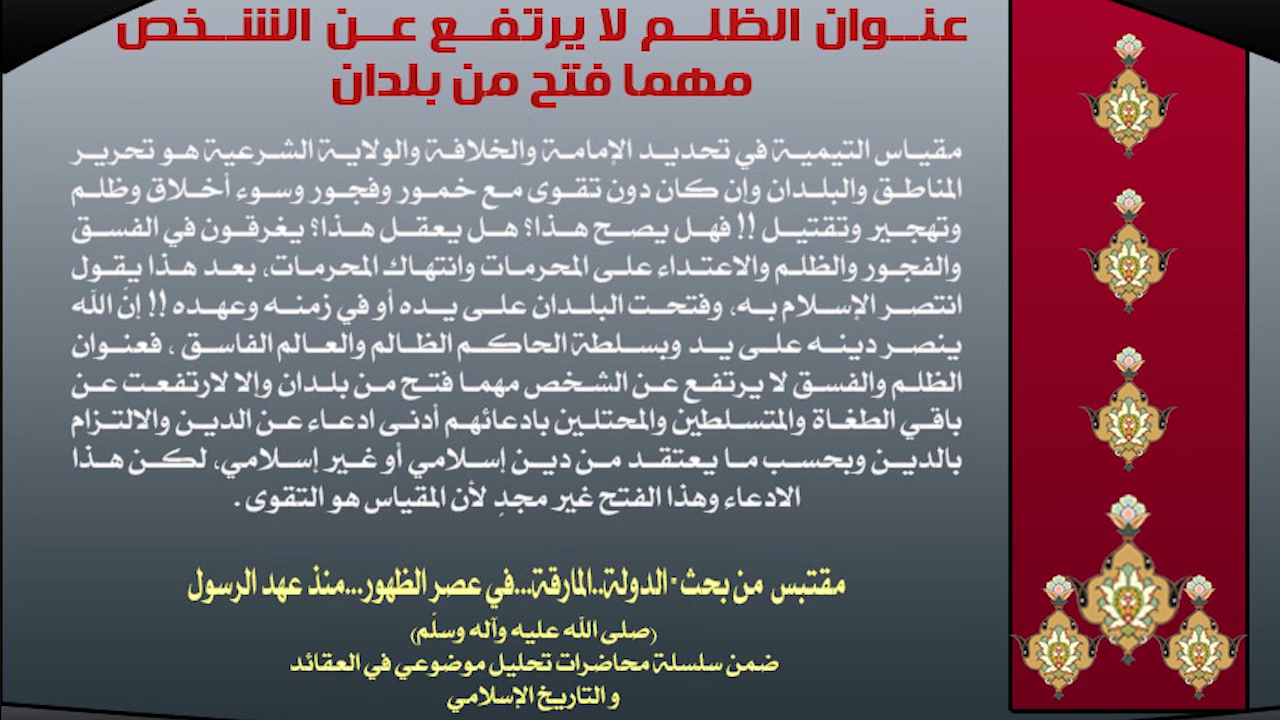 عنوان الظلم لا يرتفع عن الشخص
مهما فتح من بلدان
مقياس التيمية في تحديد الإمامة والخلافة والولاية الشرعية هو تحرير
المناطق والبلدان وإن كان دون تقوى مع خمور وفجور وسوء أخلاق وظلم
وتهجير وتقتيل !! فهل يصح هذا؟ هل يعقل هذا؟ يغرقون في الفسق
والفجور والظلم والاعتداء على المحرمات وانتهاك المحرمات، بعد هذا يقول
انتصر الإسلام به، وفتحت البلدان على يده أو في زمنه وعهده !! إنّ الله
ينصر دينه على يد وبسلطة الحاكم الظالم والعالم الفاسق ، فعنوان
الظلم والفسق لا يرتفع عن الشخص مهما فتح من بلدان وإلا لارتفعت عن
باقي الطغاة والمتسلطين والمحتلين بادعائهم أدنى ادعاء عن الدين والالتزام
بالدين وبحسب ما يعتقد من دين إسلامي أو غير إسلامي، لكن هذا
الادعاء وهذا الفتح غير مجدٍ لأن المقياس هو التقوى .
مقتبس من بحث- الدولة..المارقة...في عصر الظهور...منذ عهد الرسول
(صلى الله عليه وآله وسلّم)
ضمن سلسلة محاضرات تحليل موضوعي في العقائد
و التاريخ الإسلامي